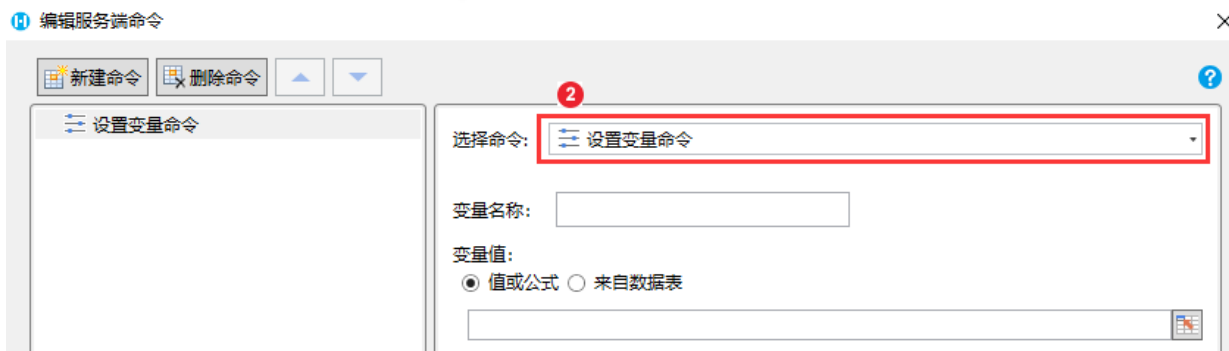 编辑服务端命令
新建命令 删除命令
2
设置变量命令
选择命令: 设置变量命令
变量名称:
变量值:
值或公式 来自数据表